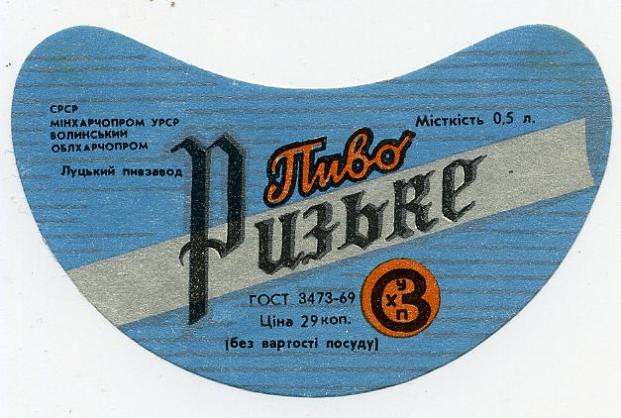 СРСР
МІНХАРЧОПРОМ УРСР
ВОЛИНСЬКИЙ
ОБЛХАРЧОПРОМ
Луцький пивзавод
Місткість 0,5 л.
Пиво
Ризьке
ГОСТ 3473-69
Ціна 29 коп.
(без вартості посуду)
У
Х
П